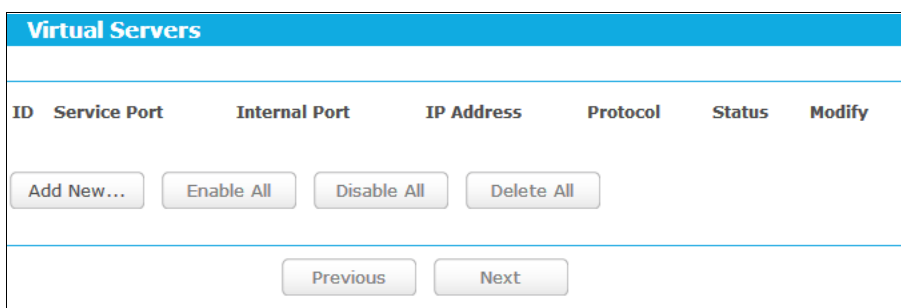 Virtual Servers
ID Service Port Internal Port IP Address Protocol Status Modify
Add New... Enable All Disable All Delete All
Previous Next